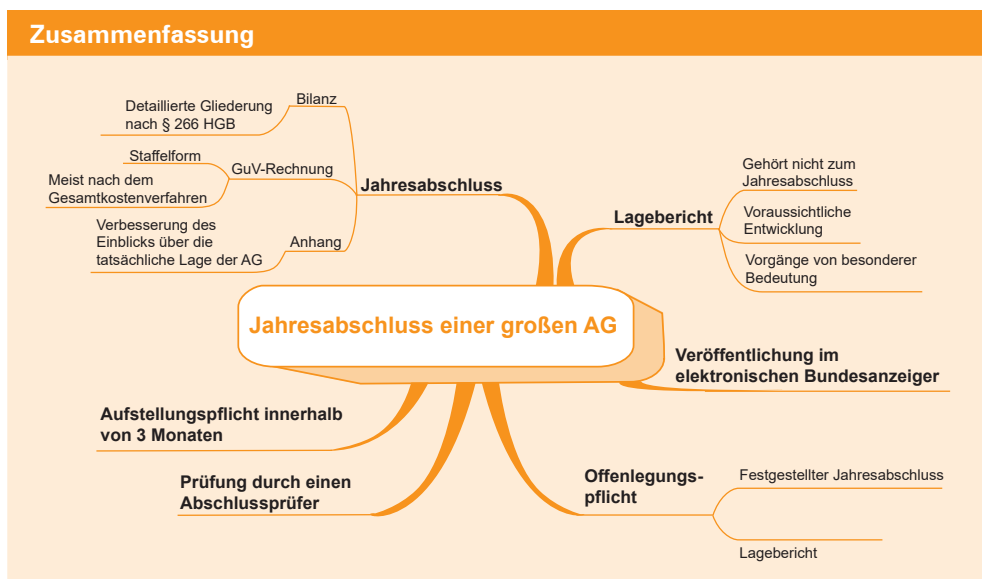 Zusammenfassung
Bilanz
Detaillierte Gliederung
nach § 266 HGB
Staffelform
GuV-Rechnung
Meist nach dem
Gesamtkostenverfahren
Jahresabschluss
Verbesserung des
Einblicks über die
tatsächliche Lage der AG
Anhang
Lagebericht
Gehört nicht zum
Jahresabschluss
Voraussichtliche
Entwicklung
Vorgänge von besonderer
Bedeutung
Jahresabschluss einer großen AG
Veröffentlichung im
elektronischen Bundesanzeiger
Aufstellungspflicht innerhalb
von 3 Monaten
Prüfung durch einen
Abschlussprüfer
Offenlegungs-
pflicht
Festgestellter Jahresabschluss
Lagebericht